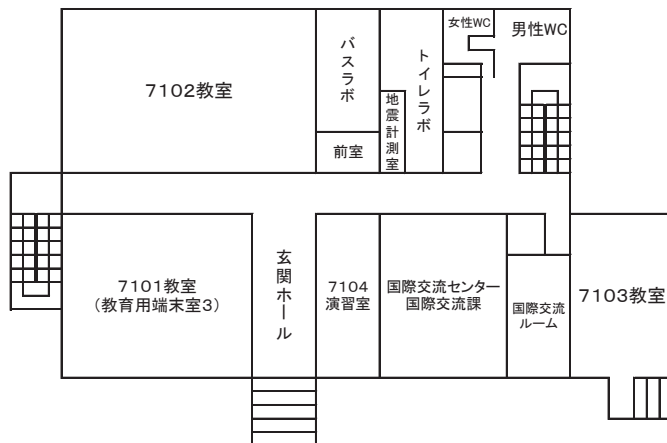 7102教室
バスラボ
前室
地震計測室
トイレラボ
女性WC
男性WC
7101教室
(教育用端末室3)
玄関ホール
7104
演習室
国際交流センター
国際交流課
国際交流
ルーム
7103教室